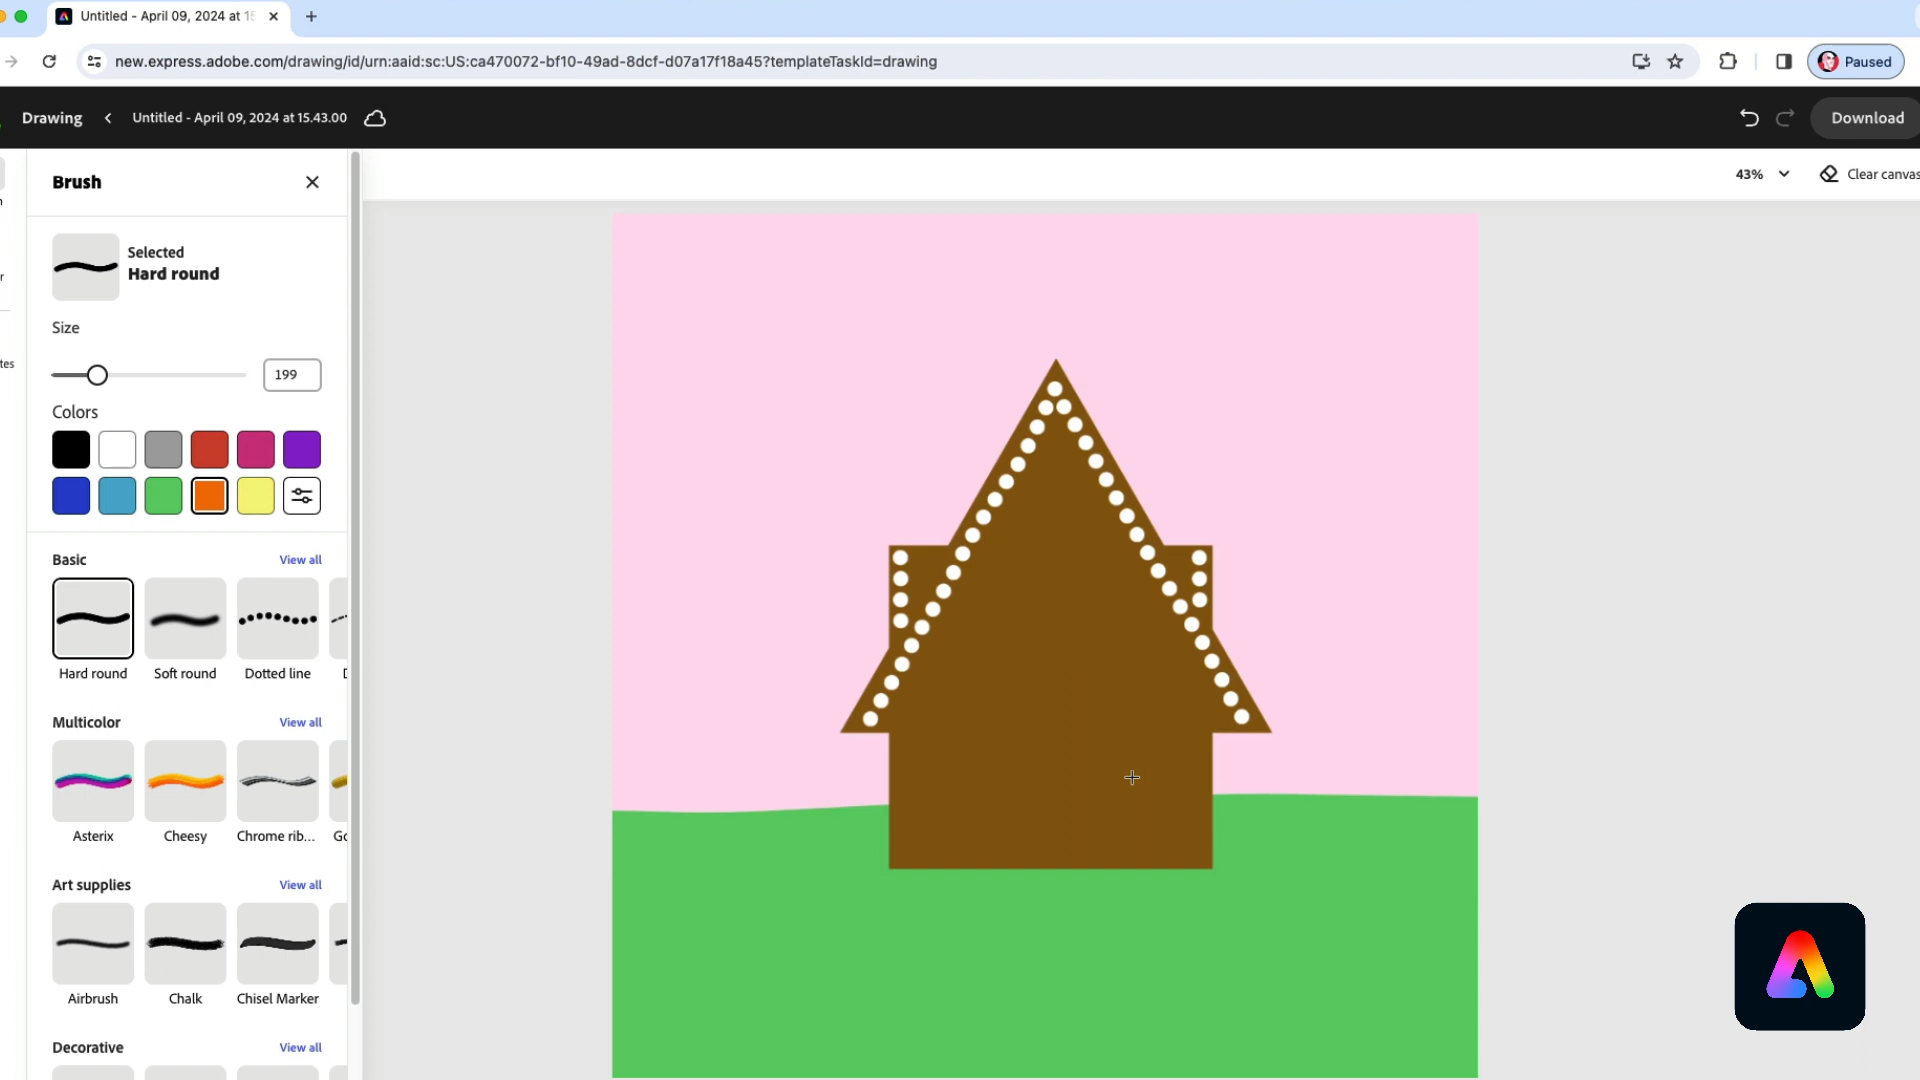 Untitled - April 09, 2024 at 15
new.express.adobe.com/drawing/id/urn:aaid:sc:US:ca470072-bf10-49ad-8dcf-d07a17f18a45?templateTaskId=drawing
Paused
Drawing
Untitled - April 09, 2024 at 15.43.00
Download
Brush
43%
Clear canvas
Selected
Hard round
Size
199
Colors
Basic
View all
Hard round
Soft round
Dotted line
Multicolor
View all
Asterix
Cheesy
Chrome rib...
Art supplies
View all
Airbrush
Chalk
Chisel Marker
Decorative
View all